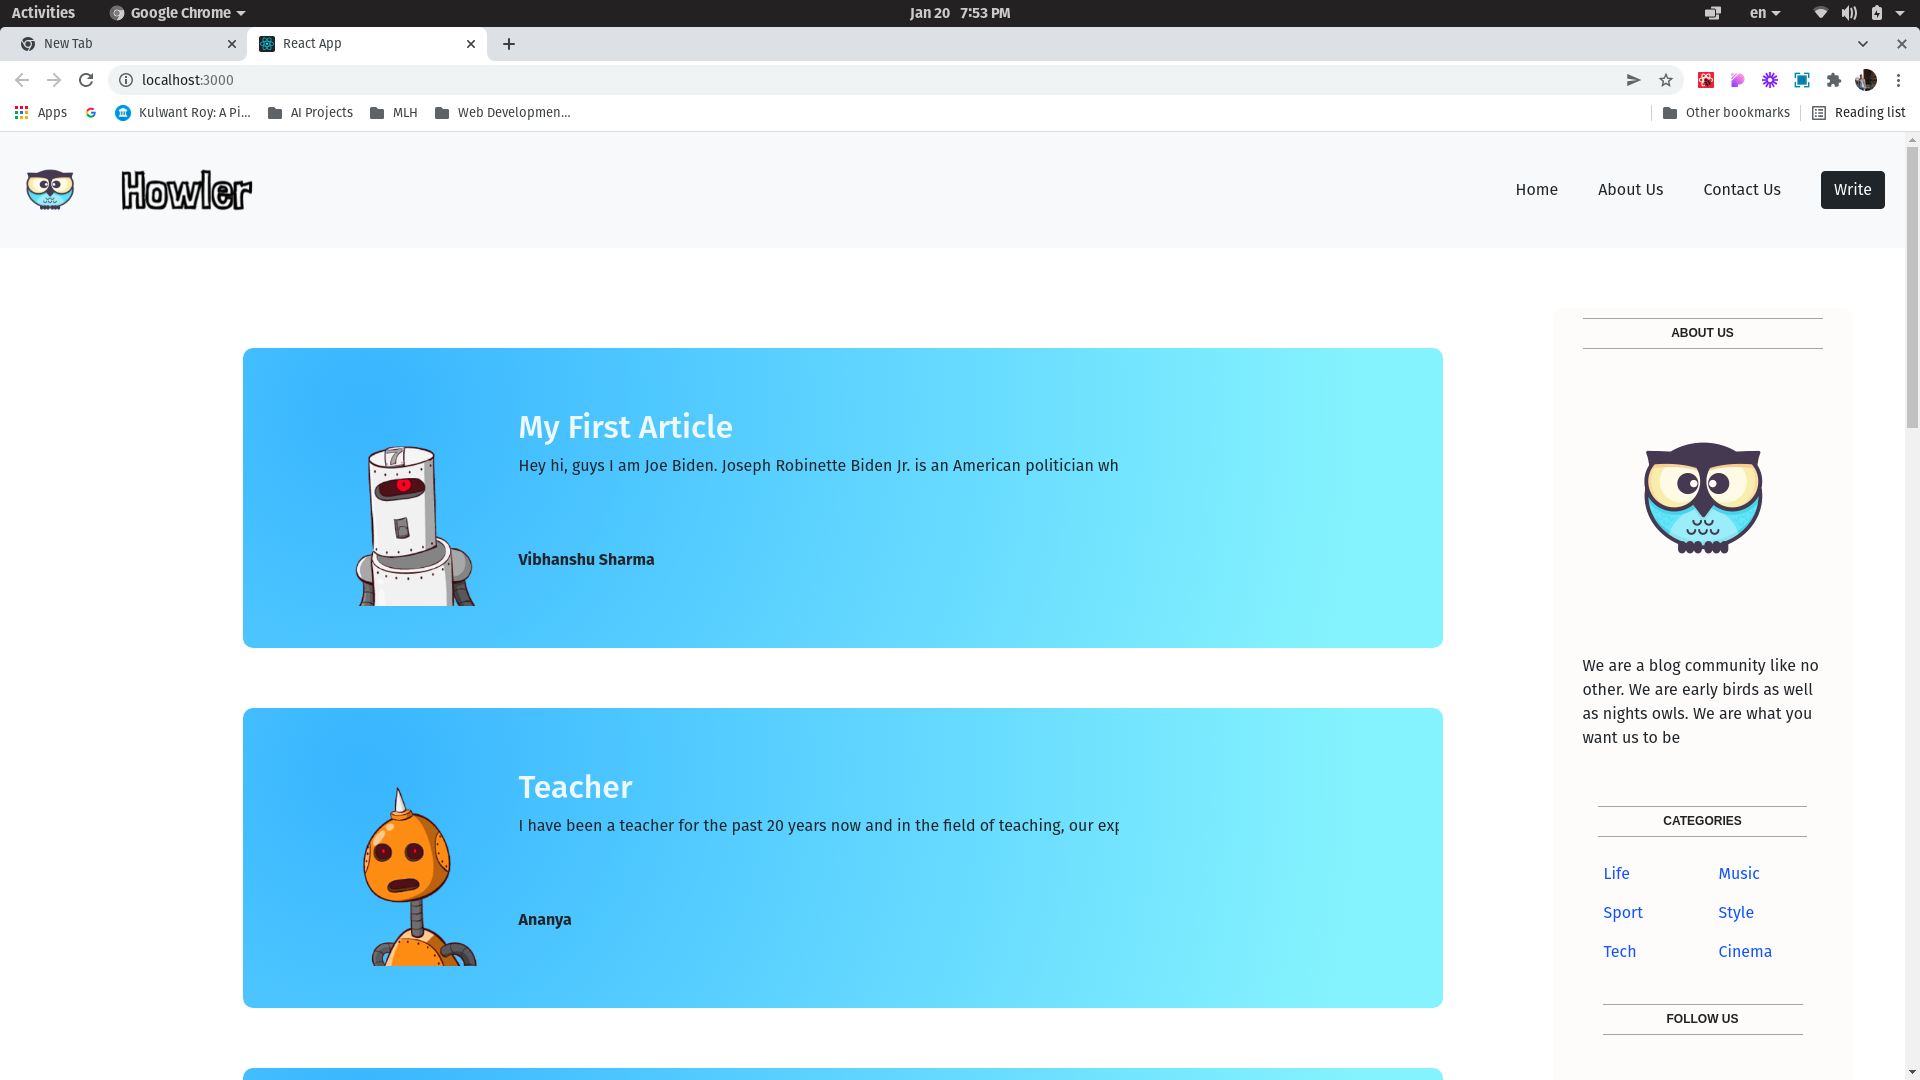 Activities
Google Chrome
Jan 20 7:53 PM
en
New Tab
React App
localhost:3000
Apps
Kulwant Roy: A Pi...
AI Projects
MLH
Web Developmen...
Other bookmarks
Reading list
Howler
Home
About Us
Contact Us
Write
My First Article
Hey hi, guys I am Joe Biden. Joseph Robinette Biden Jr. is an American politician wh
Vibhanshu Sharma
7
Teacher
I have been a teacher for the past 20 years now and in the field of teaching, our exp
Ananya
ABOUT US
We are a blog community like no
other. We are early birds as well
as nights owls. We are what you
want us to be
CATEGORIES
Life
Music
Sport
Style
Tech
Cinema
FOLLOW US